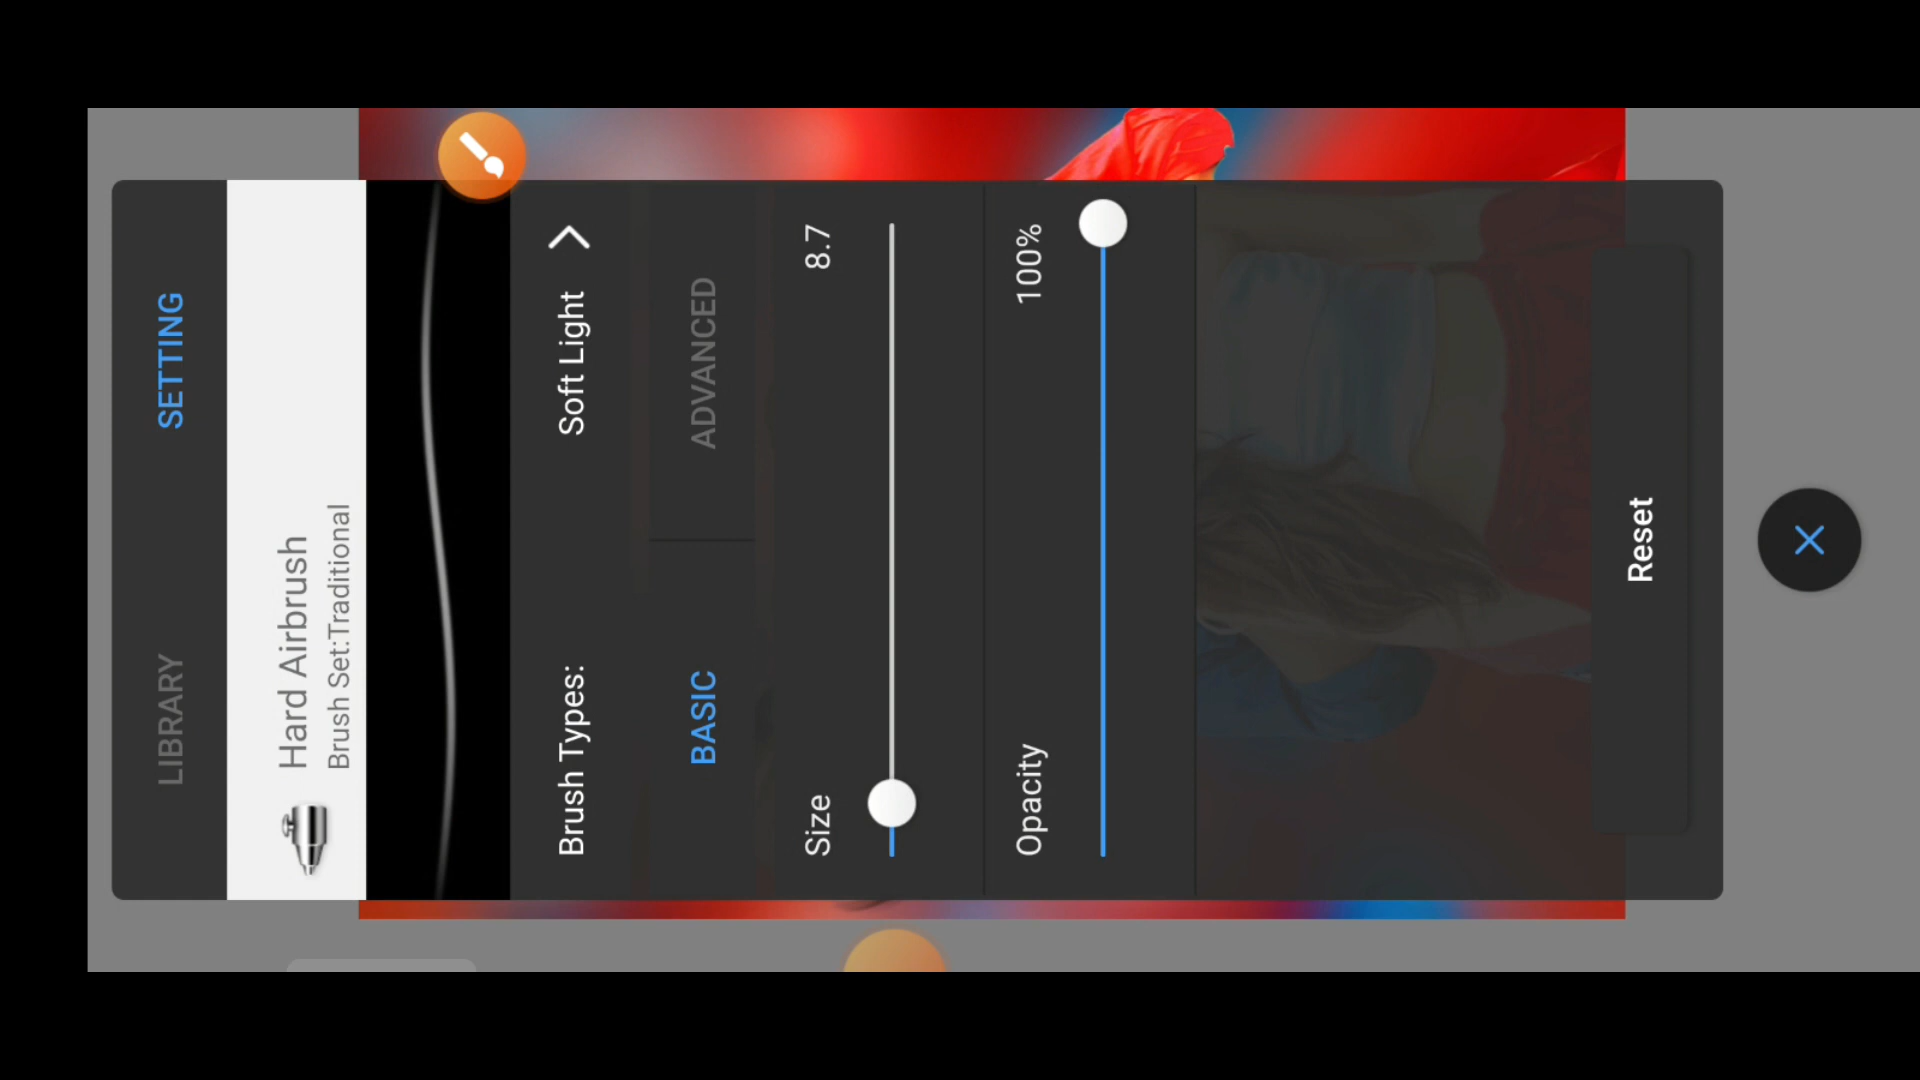 LIBRARY SETTING
Hard Airbrush
Brush Set:Traditional
Brush Types: Soft Light
BASIC ADVANCED
Size 8.7
Opacity 100%
Reset